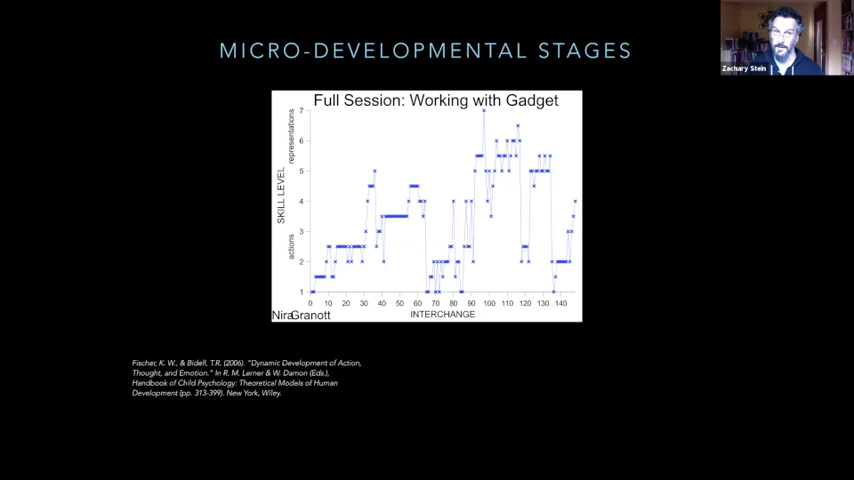 MICRO-DEVELOPMENTAL STAGES
Zachary Stein
Full Session: Working with Gadget
SKILL LEVEL
actions
representations
7
6
5
4
3
2
1
0 10 20 30 40 50 60 70 80 90 100 110 120 130 140
INTERCHANGE
NiraGranott
Fischer, K. W., & Bidell, T.R. (2006). "Dynamic Development of Action,
Thought, and Emotion." In R. M. Lerner & W. Damon (Eds.),
Handbook of Child Psychology: Theoretical Models of Human
Development (pp. 313-399). New York, Wiley.